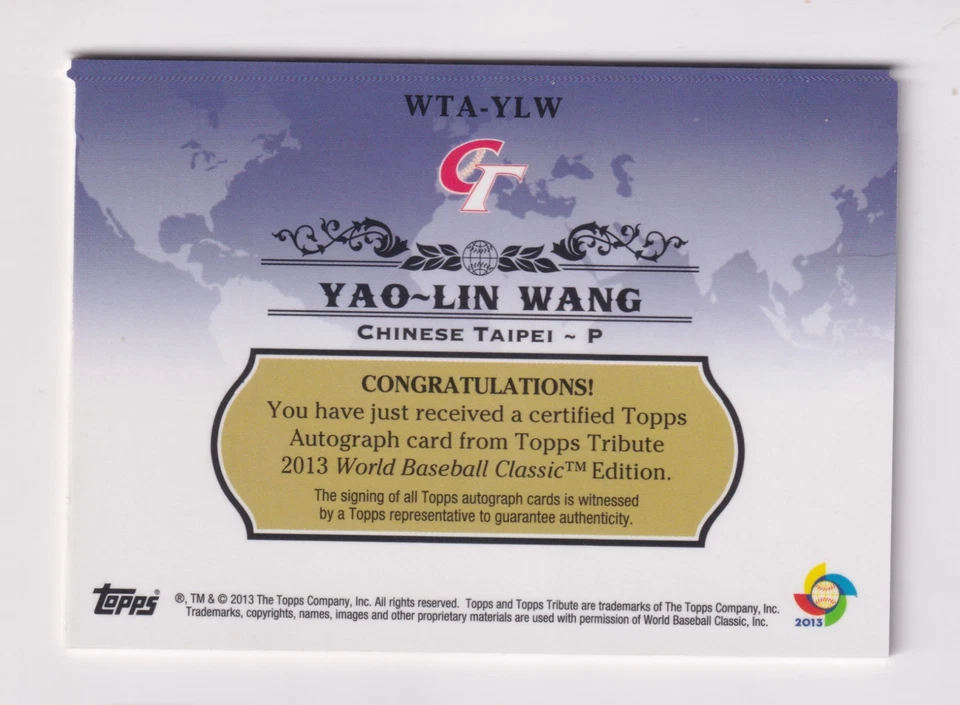 WTA-YLW
CT
YAO~LIN WANG
CHINESE TAIPEI ~ P
CONGRATULATIONS!
You have just received a certified Topps
Autograph card from Topps Tribute
2013 World Baseball Classic™ Edition.
The signing of all Topps autograph cards is witnessed
by a Topps representative to guarantee authenticity.
topps®
®, TM & © 2013 The Topps Company, Inc. All rights reserved. Topps and Topps Tribute are trademarks of The Topps Company, Inc.
Trademarks, copyrights, names, images and other proprietary materials are used with permission of World Baseball Classic, Inc.
2013